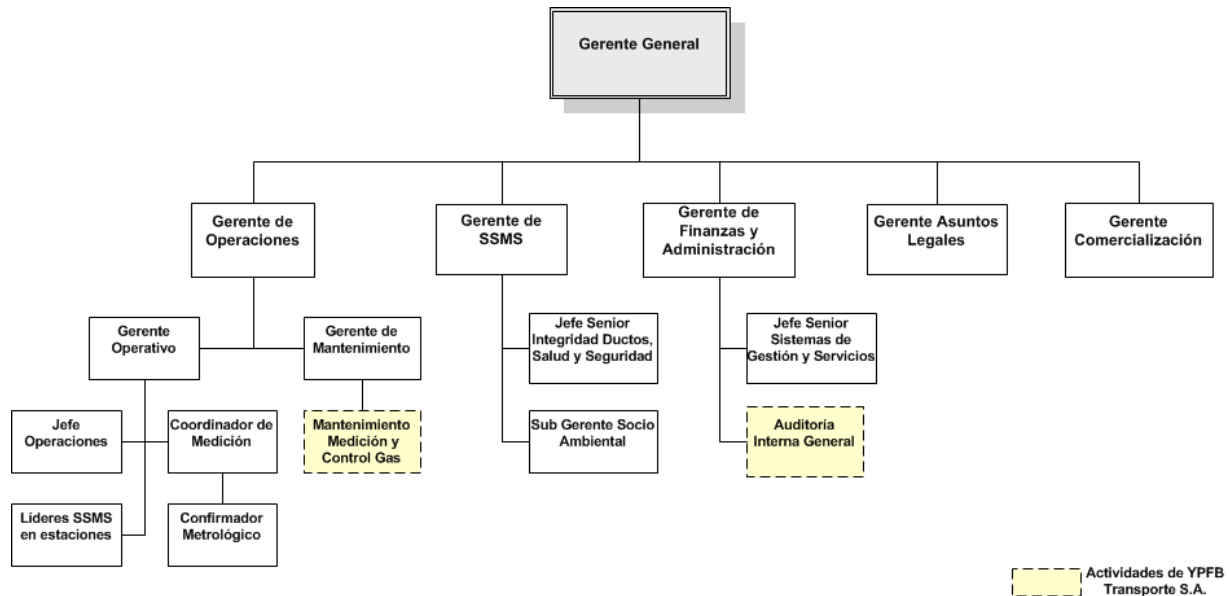 Gerente General
Gerente de
Operaciones
Gerente de
SSMS
Gerente de
Finanzas y
Administración
Gerente Asuntos
Legales
Gerente
Comercialización
Gerente
Operativo
Gerente de
Mantenimiento
Jefe Senior
Integridad Ductos,
Salud y Seguridad
Jefe Senior
Sistemas de
Gestión y Servicios
Jefe
Operaciones
Coordinador de
Medición
Mantenimiento
Medición y
Control Gas
Sub Gerente Socio
Ambiental
Auditoría
Interna General
Líderes SSMS
en estaciones
Confirmador
Metrológico
Actividades de YPFB
Transporte S.A.